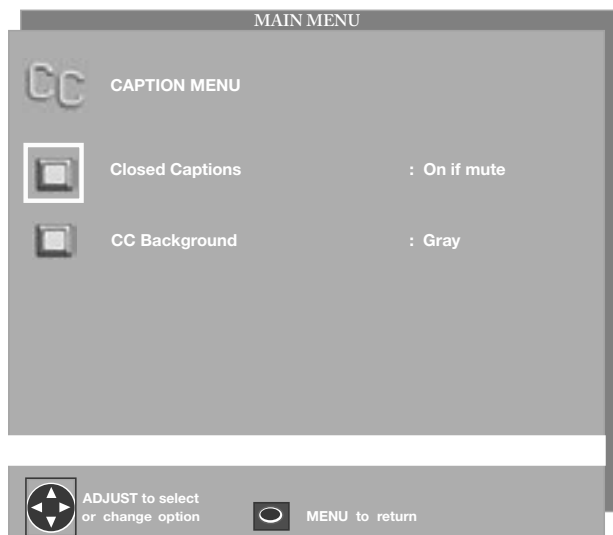 MAIN MENU
CC
CAPTION MENU
Closed Captions : On if mute
CC Background : Gray
ADJUST to select
or change option
MENU to return